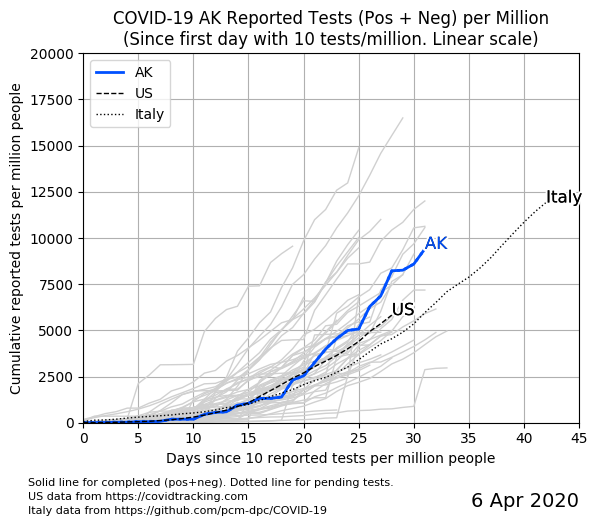 COVID-19 AK Reported Tests (Pos + Neg) per Million
(Since first day with 10 tests/million. Linear scale)
Cumulative reported tests per million people
20000
17500
15000
12500
10000
7500
5000
2500
0
AK
US
Italy
Italy
AK
US
0 5 10 15 20 25 30 35 40 45
Days since 10 reported tests per million people
Solid line for completed (pos+neg). Dotted line for pending tests.
US data from https://covidtracking.com
Italy data from https://github.com/pcm-dpc/COVID-19
6 Apr 2020